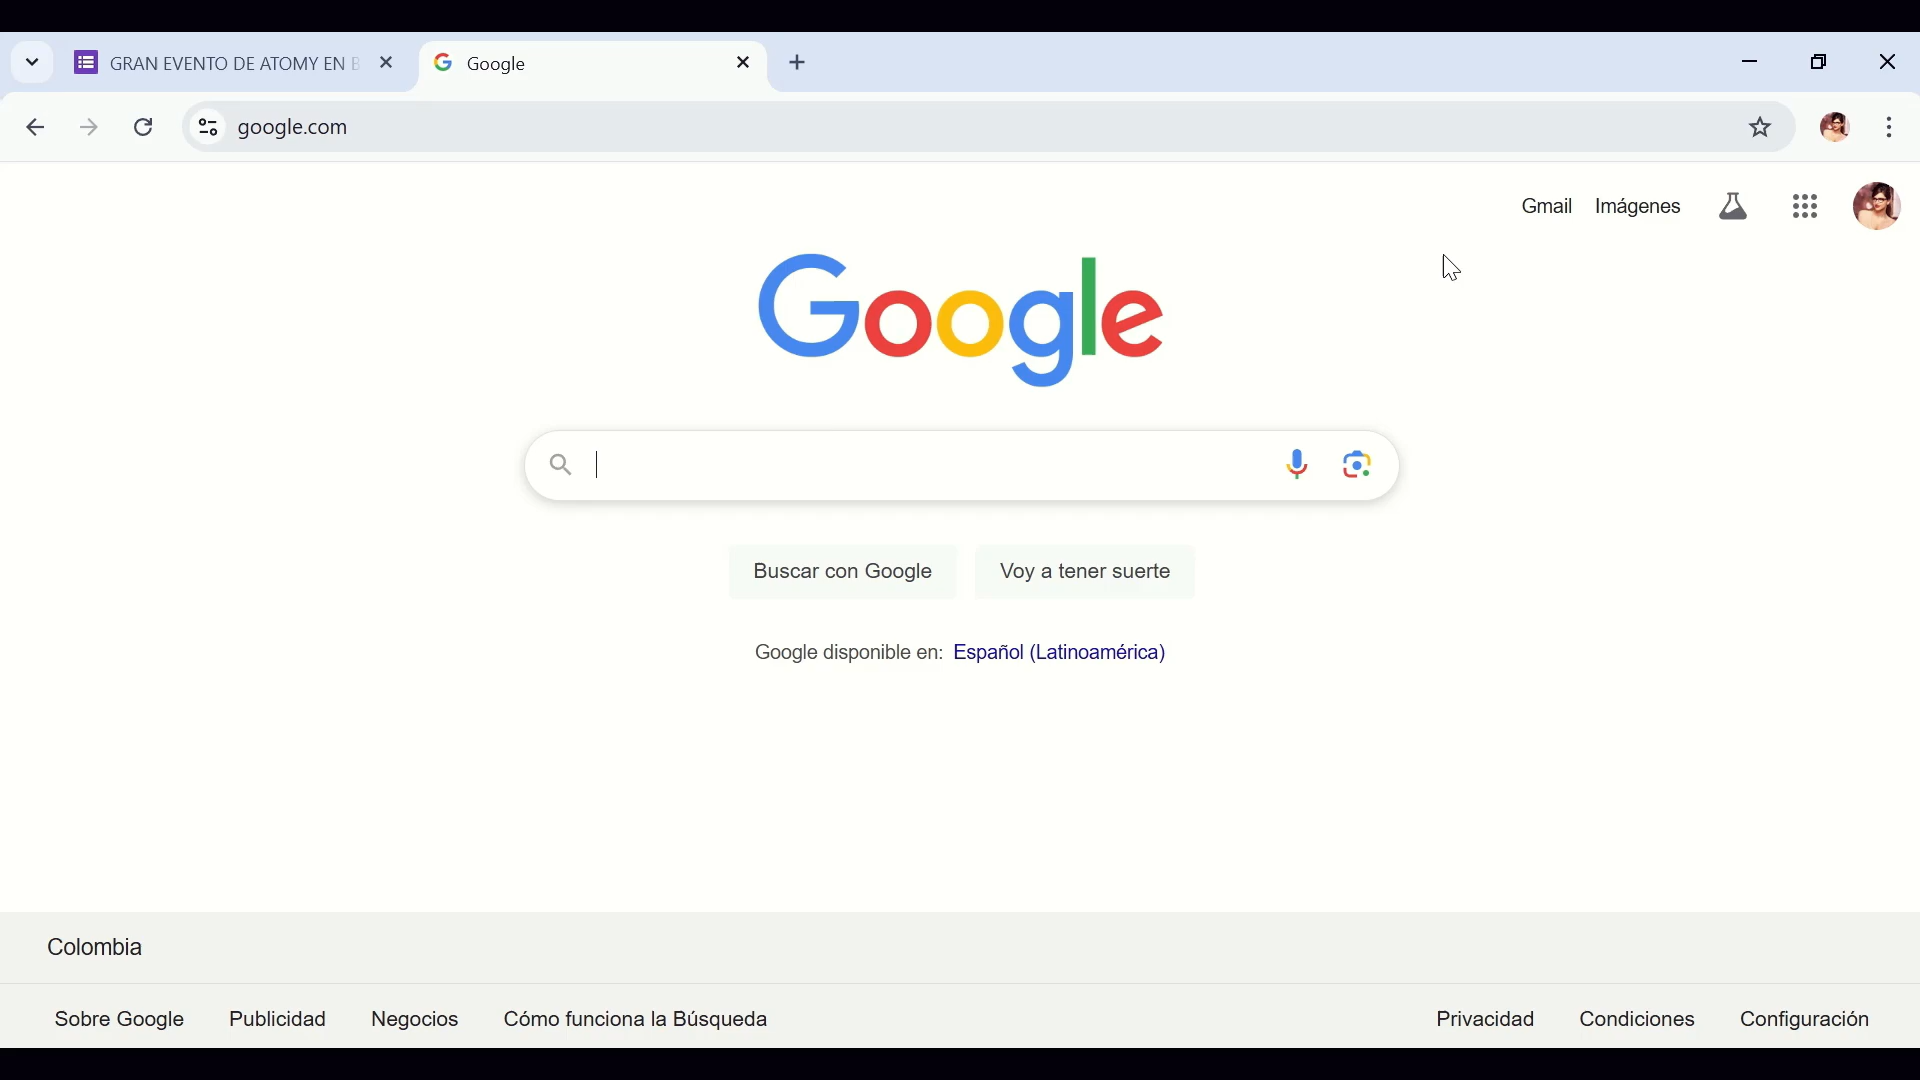 GRAN EVENTO DE ATOMY EN
Google
google.com
Gmail Imágenes
Google
Buscar con Google Voy a tener suerte
Google disponible en: Español (Latinoamérica)
Colombia
Sobre Google Publicidad Negocios Cómo funciona la Búsqueda Privacidad Condiciones Configuración